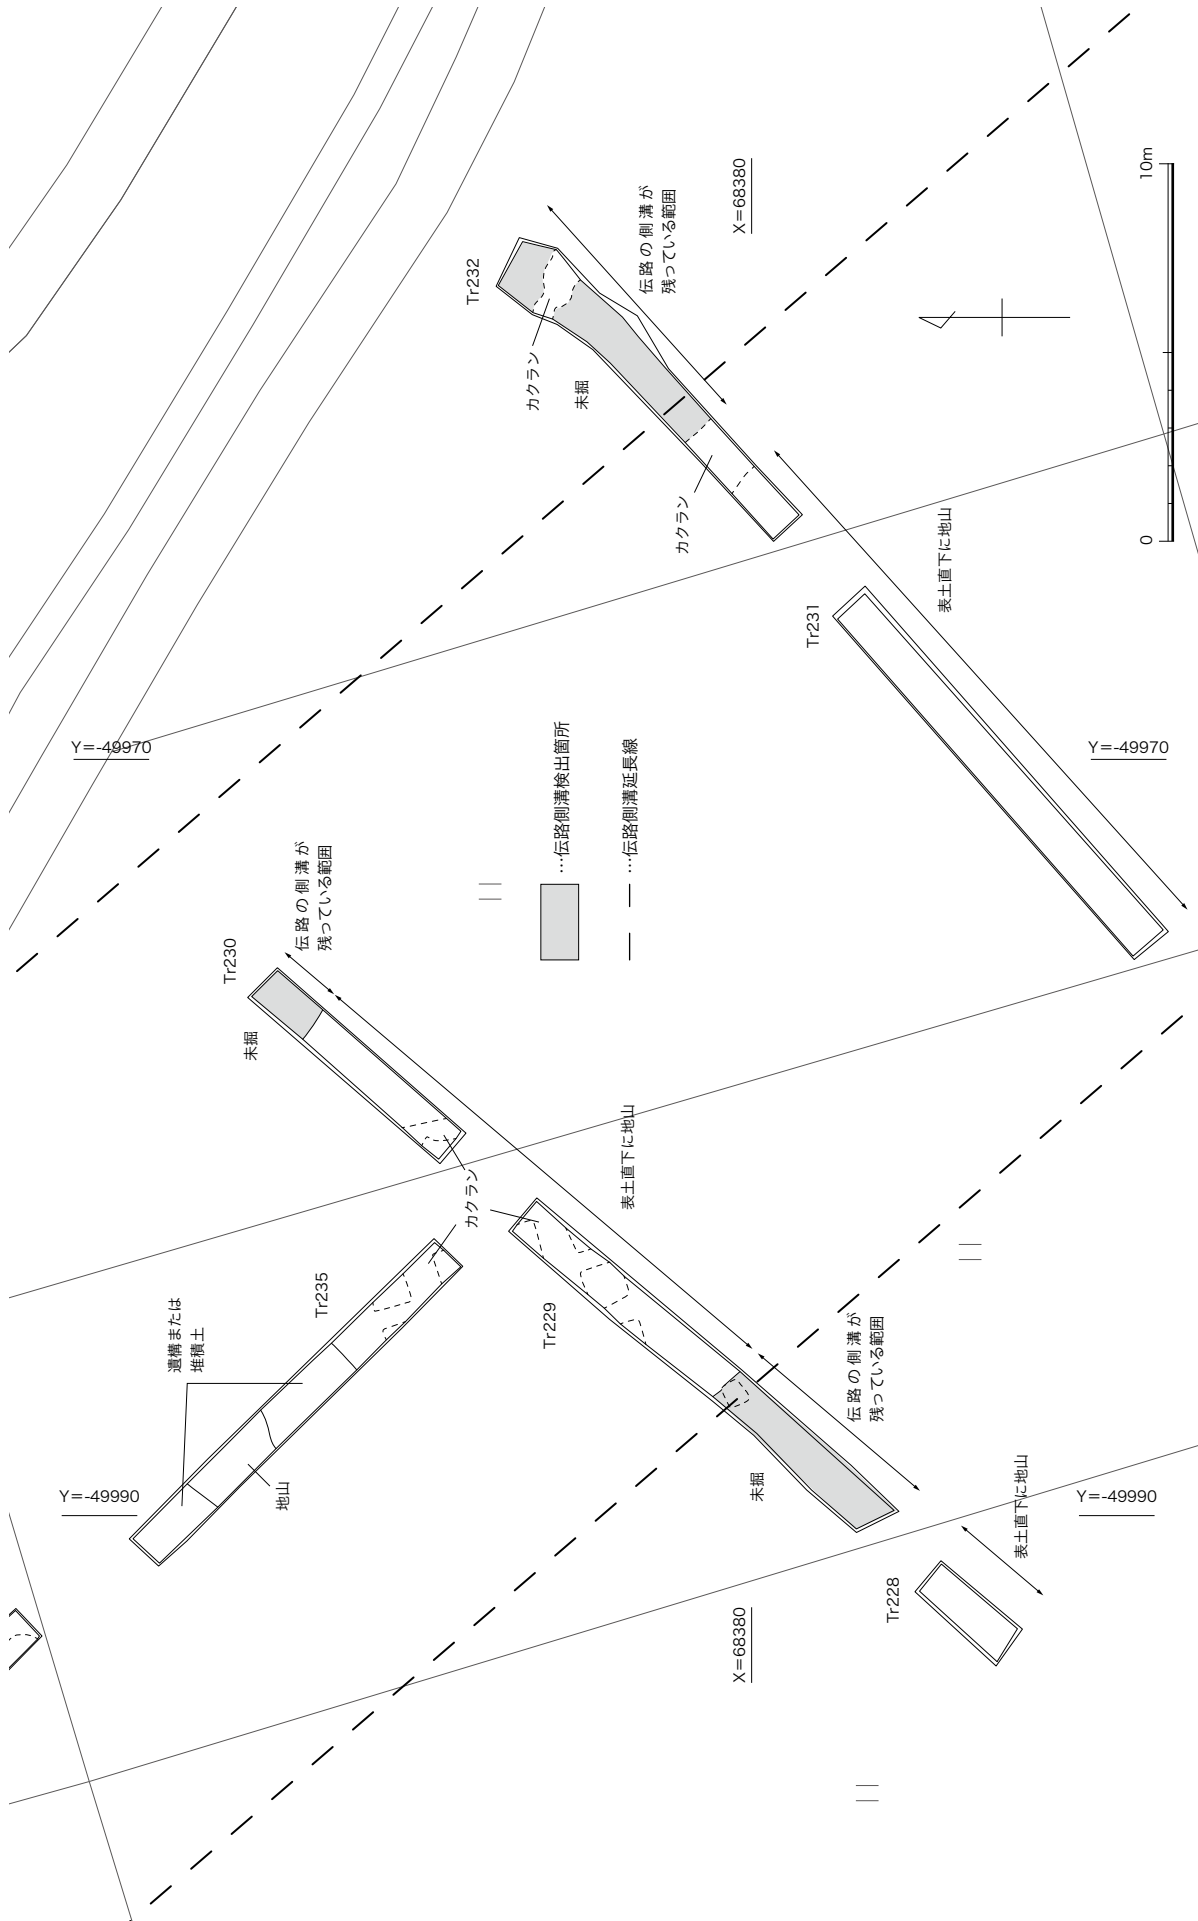 Y=-49990
Y=-49970
遺構または
堆積土
地山
Tr235
カクラン
Tr230
未掘
伝路の側溝が
残っている範囲
Tr232
カクラン
未掘
カクラン
伝路の側溝が
残っている範囲
X=68380
…伝路側溝検出箇所
…伝路側溝延長線
Tr229
表土直下に地山
未掘
伝路の側溝が
残っている範囲
Tr231
表土直下に地山
X=68380
Tr228
表土直下に地山
Y=-49990
Y=-49970
0
10m